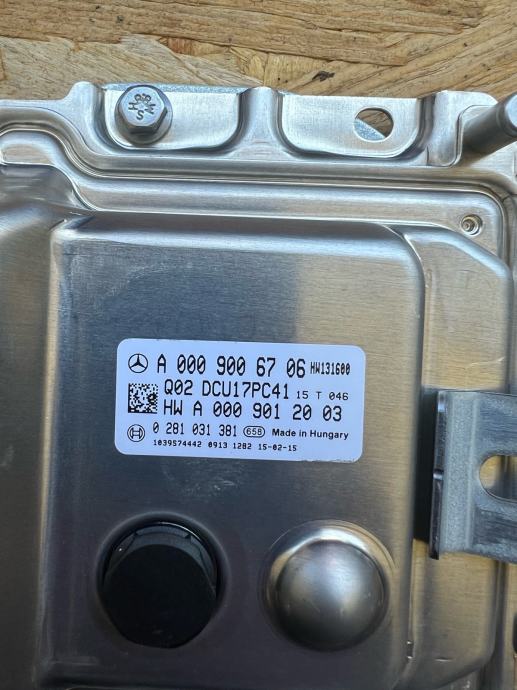 A 000 900 67 06 HW131600
Q02 DCU17PC41 15 T 046
HW A 000 901 20 03
0 281 031 381 658 Made in Hungary
1039574442 0913 1282 15-02-15